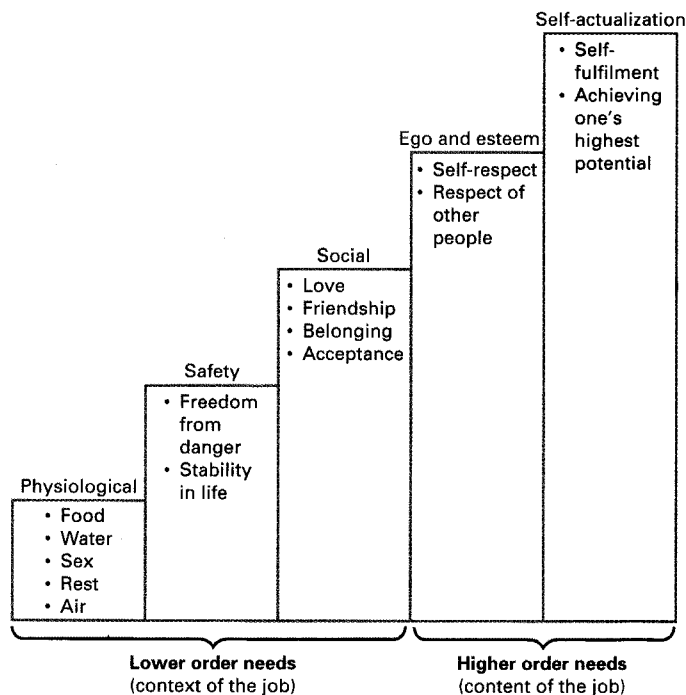 Self-actualization
• Self-
fulfilment
• Achieving
one's
highest
potential
Ego and esteem
• Self-respect
• Respect of
other
people
Social
• Love
• Friendship
• Belonging
• Acceptance
Safety
• Freedom
from
danger
• Stability
in life
Physiological
• Food
• Water
• Sex
• Rest
• Air
Lower order needs
(context of the job)
Higher order needs
(content of the job)